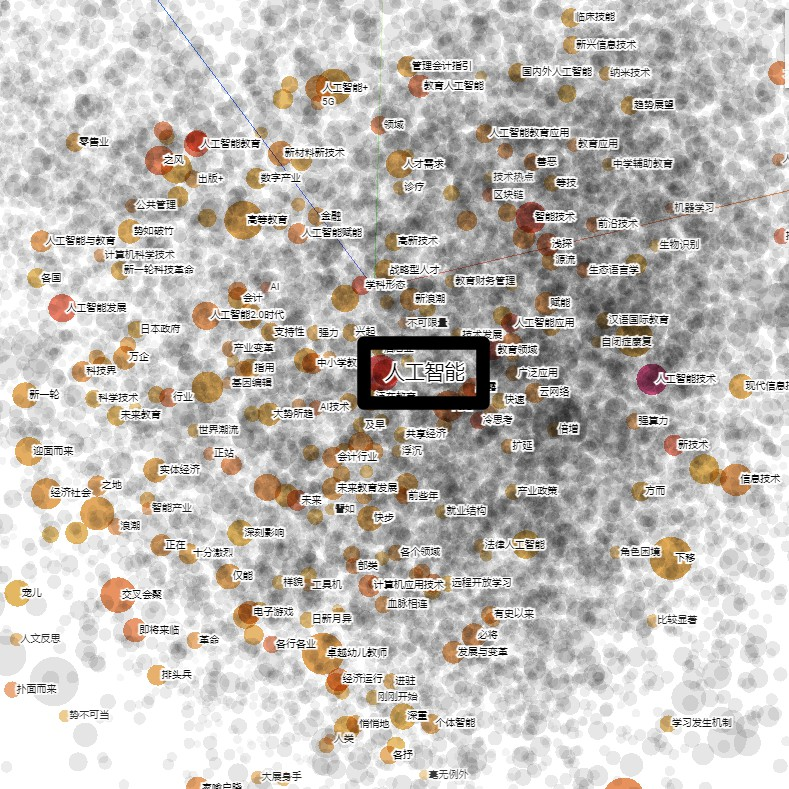 临床技能
新兴信息技术
管理会计指引
国内外人工智能
纳米技术
人工智能+
教育人工智能
5G
趋势展望
领域
人工智能教育应用
零售业
人工智能教育
教育应用
之风
新材料新技术
人才需求
善恶
中学辅助教育
出版+
数字产业
技术热点
等技
诊疗
区块链
公共管理
机器学习
高等教育
金融
智能技术
前沿技术
势如破竹
人工智能赋能
人工智能与教育
高新技术
浅探
生物识别
计算机科学技术
源流
新一轮科技革命
战略型人才
生态语言学
各国
学科形态
教育财务管理
AI
会计
新浪潮
赋能
人工智能发展
人工智能2.0时代
不可限量
人工智能应用
汉语国际教育
日本政府
支持性
强力
兴起
技术发展
自闭症康复
产业变革
教育领域
万企
中小学教
科技界
指用
人工智能
广泛应用
人工智能技术
基因编辑
现代信息
新一轮
科学技术
行业
云网络
快速
未来教育
大势所趋
AI技术
冷思考
强算力
世界潮流
及早
共享经济
倍增
迎面而来
正站
会计行业
浮沉
扩延
新技术
实体经济
信息技术
经济社会
之地
未来教育发展
产业政策
方面
智能产业
未来
前些年
譬如
就业结构
浪潮
快步
深刻影响
正在
十分激烈
各个领域
法律人工智能
角色困境
下移
部类
仅能
样貌
工具机
计算机应用技术
远程开放学习
宠儿
交叉会聚
血脉相连
电子游戏
日新月异
有史以来
比较显著
即将来临
人文反思
革命
各行各业
必将
卓越幼儿教师
发展与变革
排头兵
经济运行
进驻
扑面而来
刚刚开始
势不可当
深重
悄悄地
个体智能
学习发生机制
人类
各抒
大展身手
毫无例外